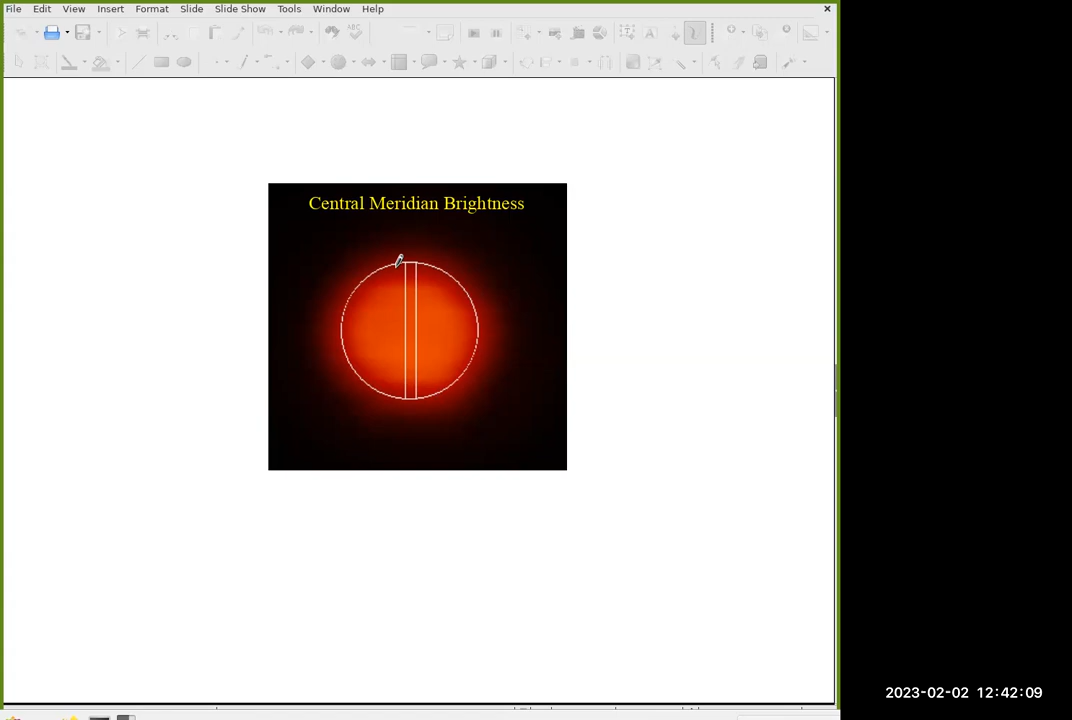 File Edit View Insert Format Slide Slide Show Tools Window Help
Central Meridian Brightness
2023-02-02 12:42:09